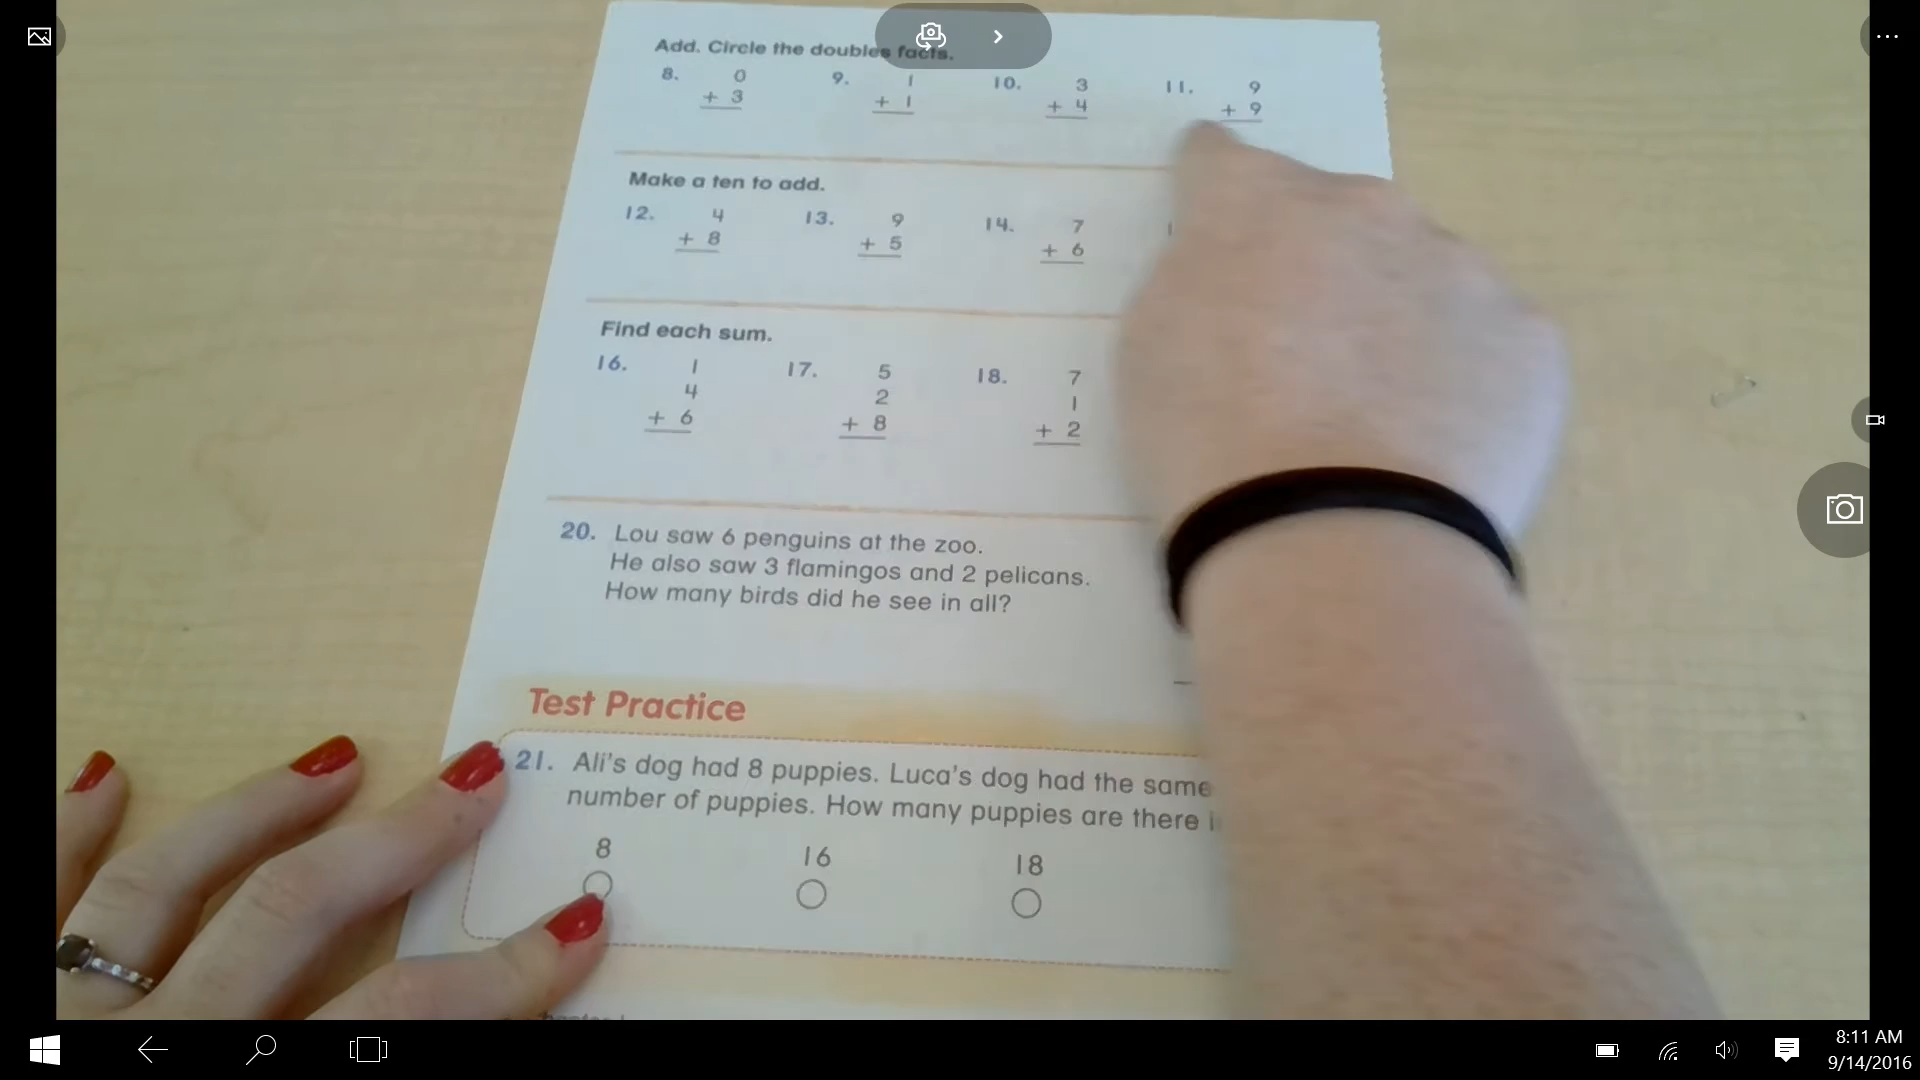 Add. Circle the doubles facts.
8. 0 9. 1 10. 3 11. 9
+ 3 + 1 + 4 + 9
Make a ten to add.
12. 4 13. 9 14. 7
+ 8 + 5 + 6
Find each sum.
16. 1 17. 5 18. 7
4 2 1
+ 6 + 8 + 2
20. Lou saw 6 penguins at the zoo.
He also saw 3 flamingos and 2 pelicans.
How many birds did he see in all?
Test Practice
21. Ali's dog had 8 puppies. Luca's dog had the same
number of puppies. How many puppies are there
8 16 18
8:11 AM
9/14/2016